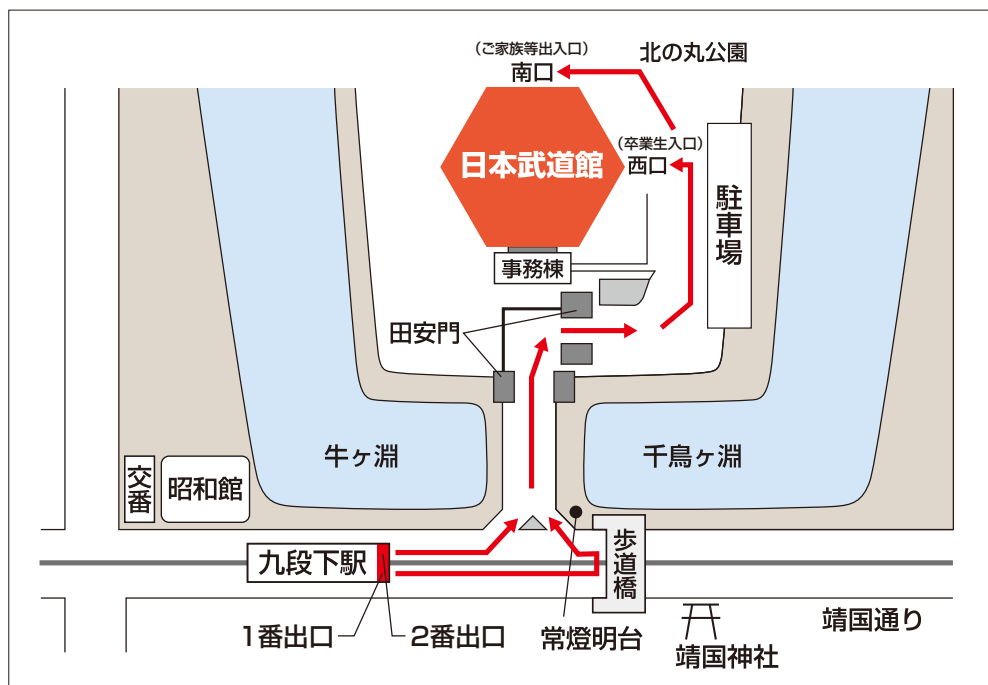 （ご家族等出入口）
南口
北の丸公園
（卒業生入口）
西口
日本武道館
駐車場
事務棟
田安門
牛ヶ淵
千鳥ヶ淵
交番
昭和館
九段下駅
歩道橋
1番出口
2番出口
常燈明台
靖国神社
靖国通り